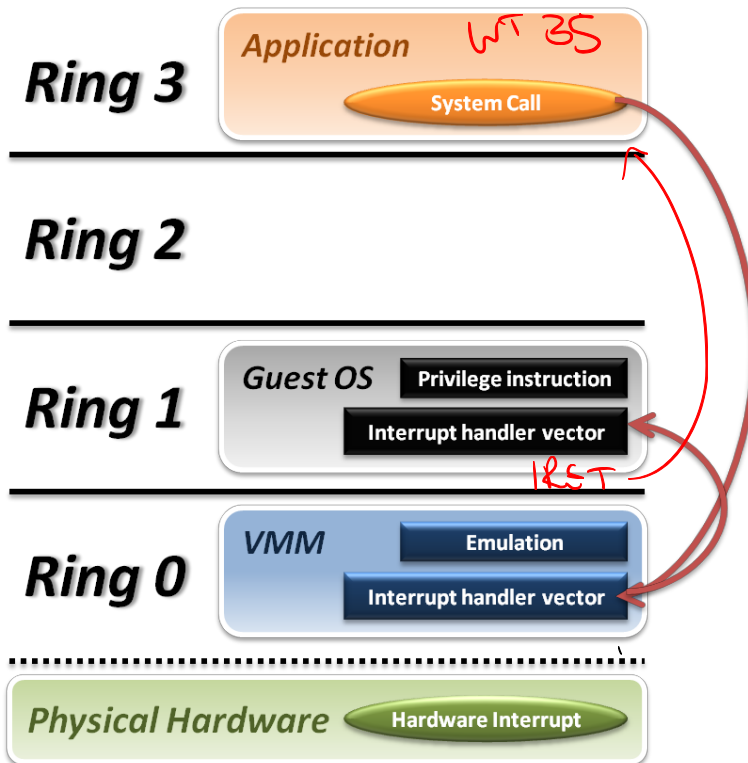 Ring 3
Application
WT 35
System Call
Ring 2
Ring 1
Guest OS
Privilege instruction
Interrupt handler vector
IRET
Ring 0
VMM
Emulation
Interrupt handler vector
Physical Hardware
Hardware Interrupt